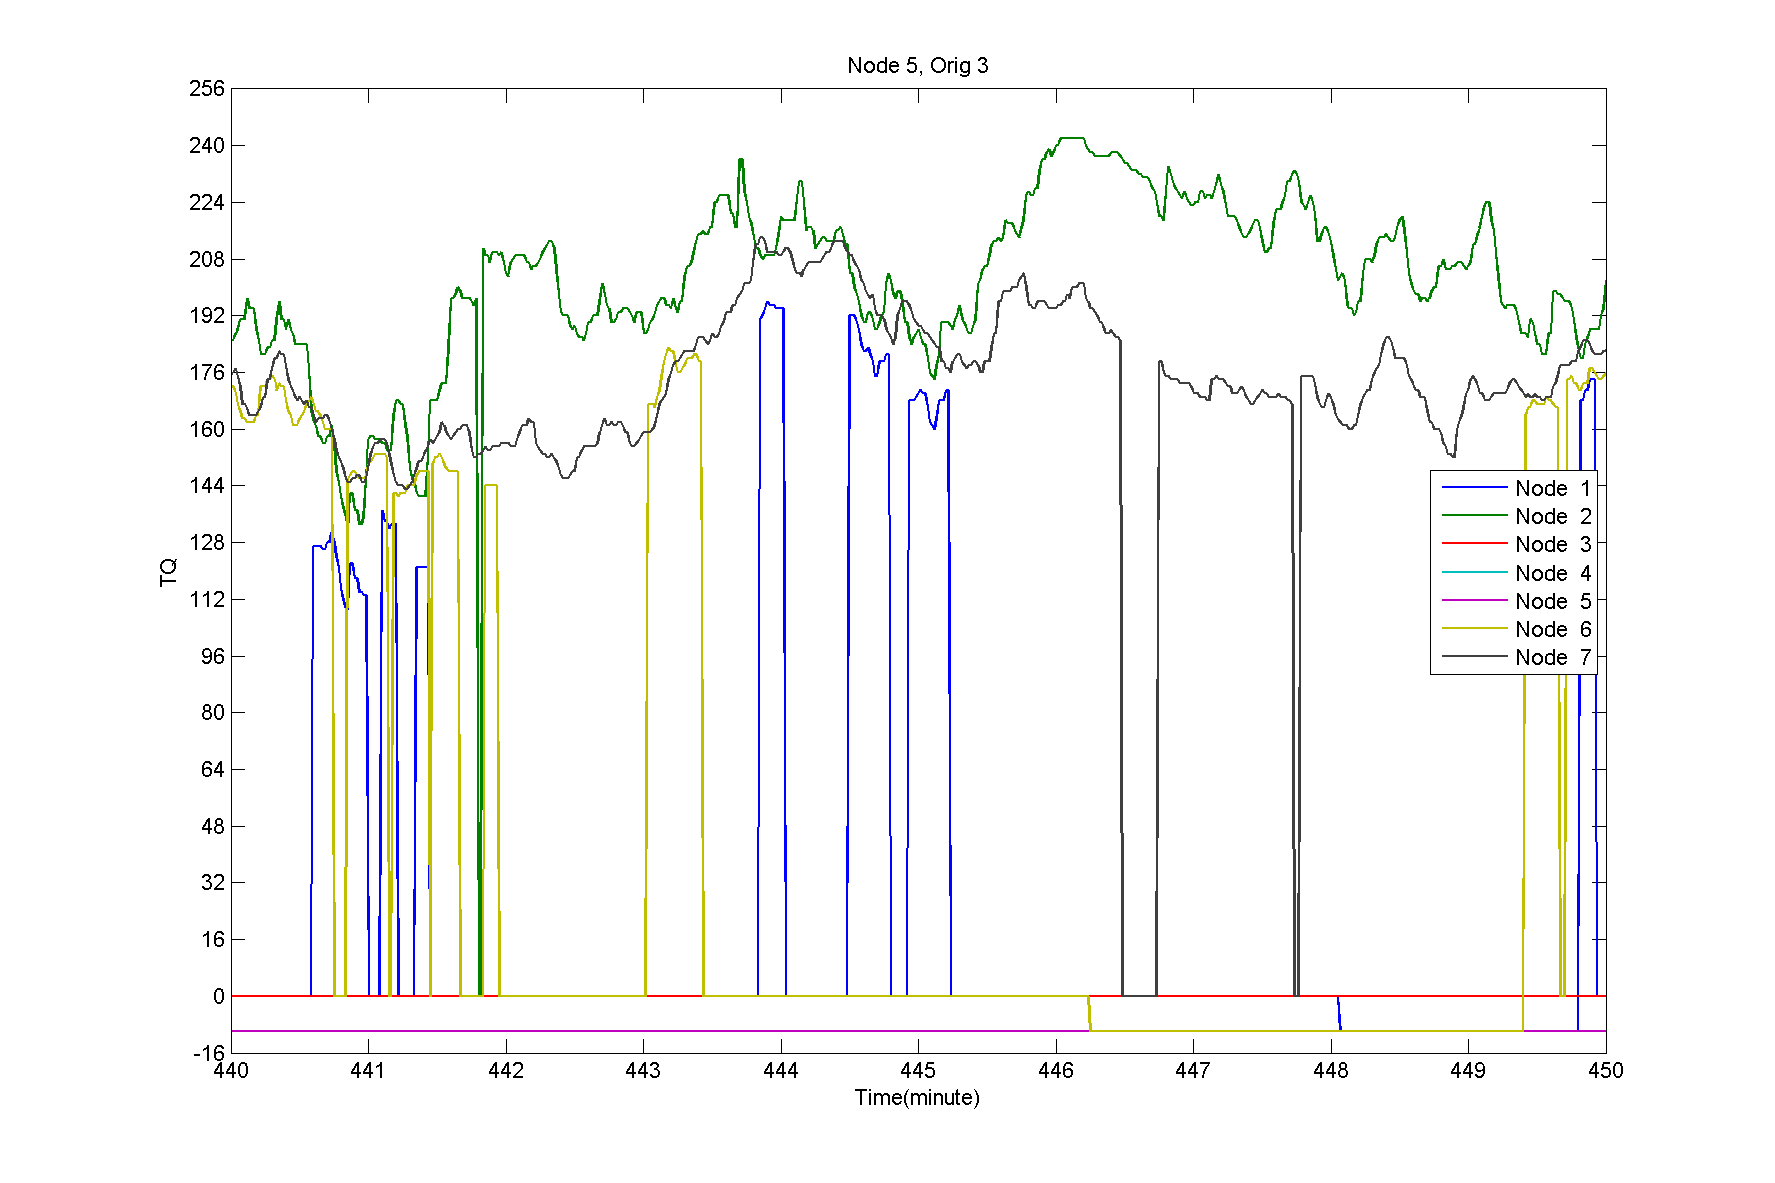 Node 5, Orig 3
256
240
224
208
192
176
160
144
128
112
96
80
64
48
32
16
0
-16
TQ
Node 1
Node 2
Node 3
Node 4
Node 5
Node 6
Node 7
440 441 442 443 444 445 446 447 448 449 450
Time(minute)